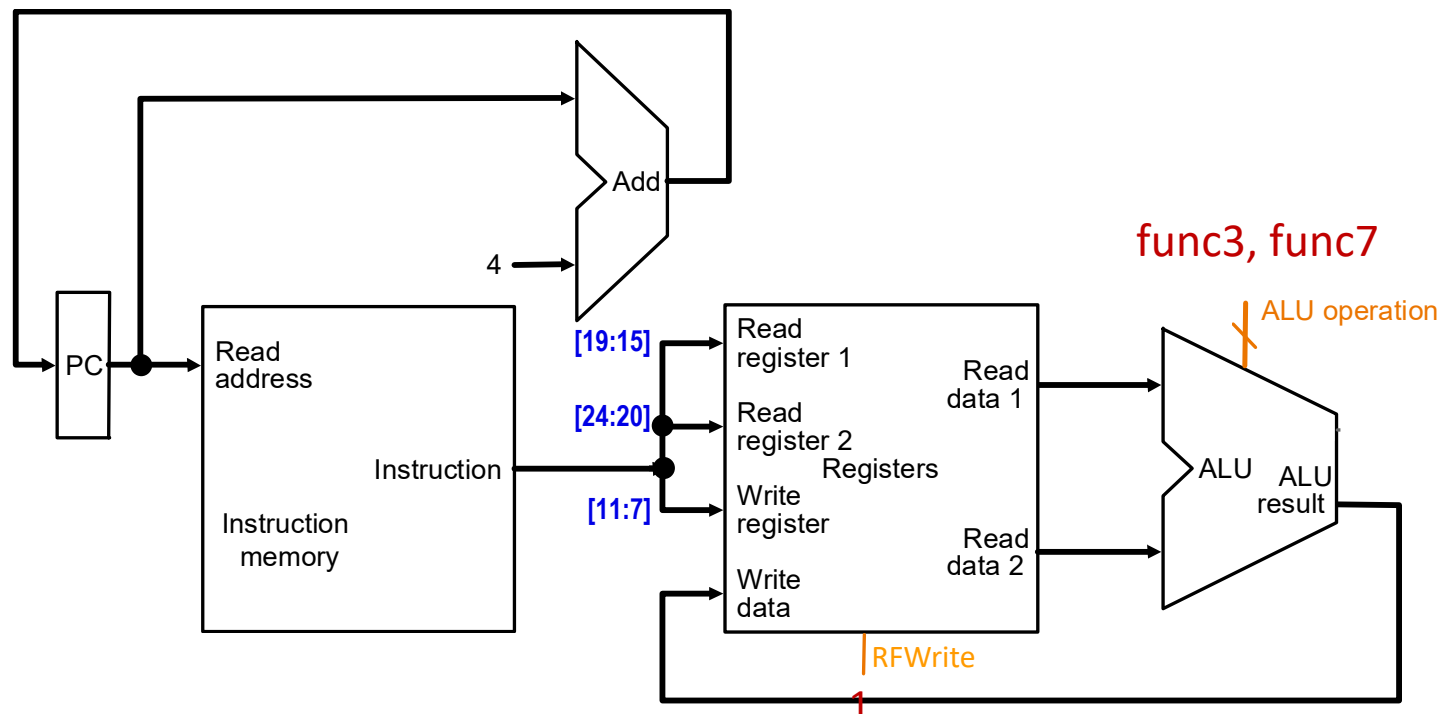 Add
func3, func7
4
ALU operation
PC
Read
address
Instruction
Instruction
memory
[19:15]
[24:20]
[11:7]
Read
register 1
Read
register 2
Registers
Write
register
Write
data
Read
data 1
Read
data 2
RFWrite
1
ALU
ALU
result